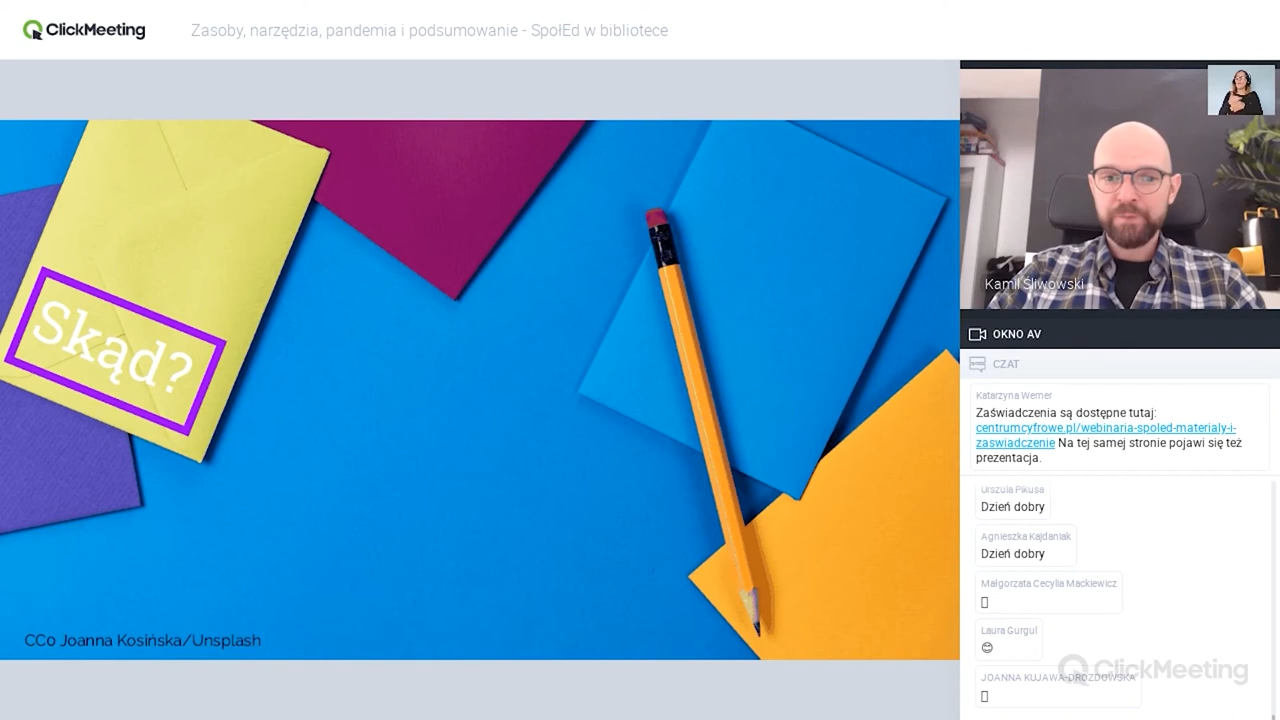 ClickMeeting
Zasoby, narzędzia, pandemia i podsumowanie - SpołEd w bibliotece
Skąd?
CC0 Joanna Kosińska/Unsplash
Kamil Śliwowski
OKNO AV
CZAT
Katarzyna Werner
Zaświadczenia są dostępne tutaj:
centrumcyfrowe.pl/webinaria-spoled-materialy-i-
zaswiadczenie Na tej samej stronie pojawi się też
prezentacja.
Urszula Pikusa
Dzień dobry
Agnieszka Kajdaniak
Dzień dobry
Małgorzata Cecylia Mackiewicz
Laura Gurgul
😊
JOANNA KUJAWA-DROZDOWSKA
ClickMeeting